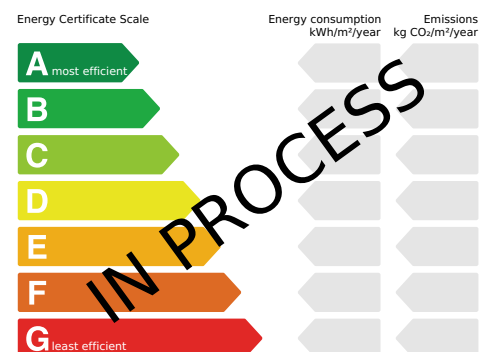 Energy Certificate Scale
Energy consumption
kWh/m²/year
Emissions
kg CO₂/m²/year
A most efficient
B
C
D
E
F
G least efficient
IN PROCESS